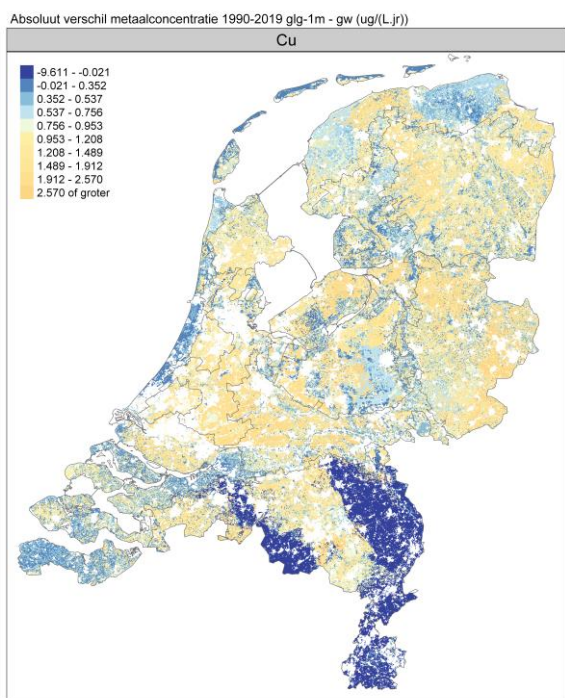 Absoluut verschil metaalconcentratie 1990-2019 glg-1m - gw (ug/(L.jr))
Cu
-9.611 - -0.021
-0.021 - 0.352
0.352 - 0.537
0.537 - 0.756
0.756 - 0.953
0.953 - 1.208
1.208 - 1.489
1.489 - 1.912
1.912 - 2.570
2.570 of groter